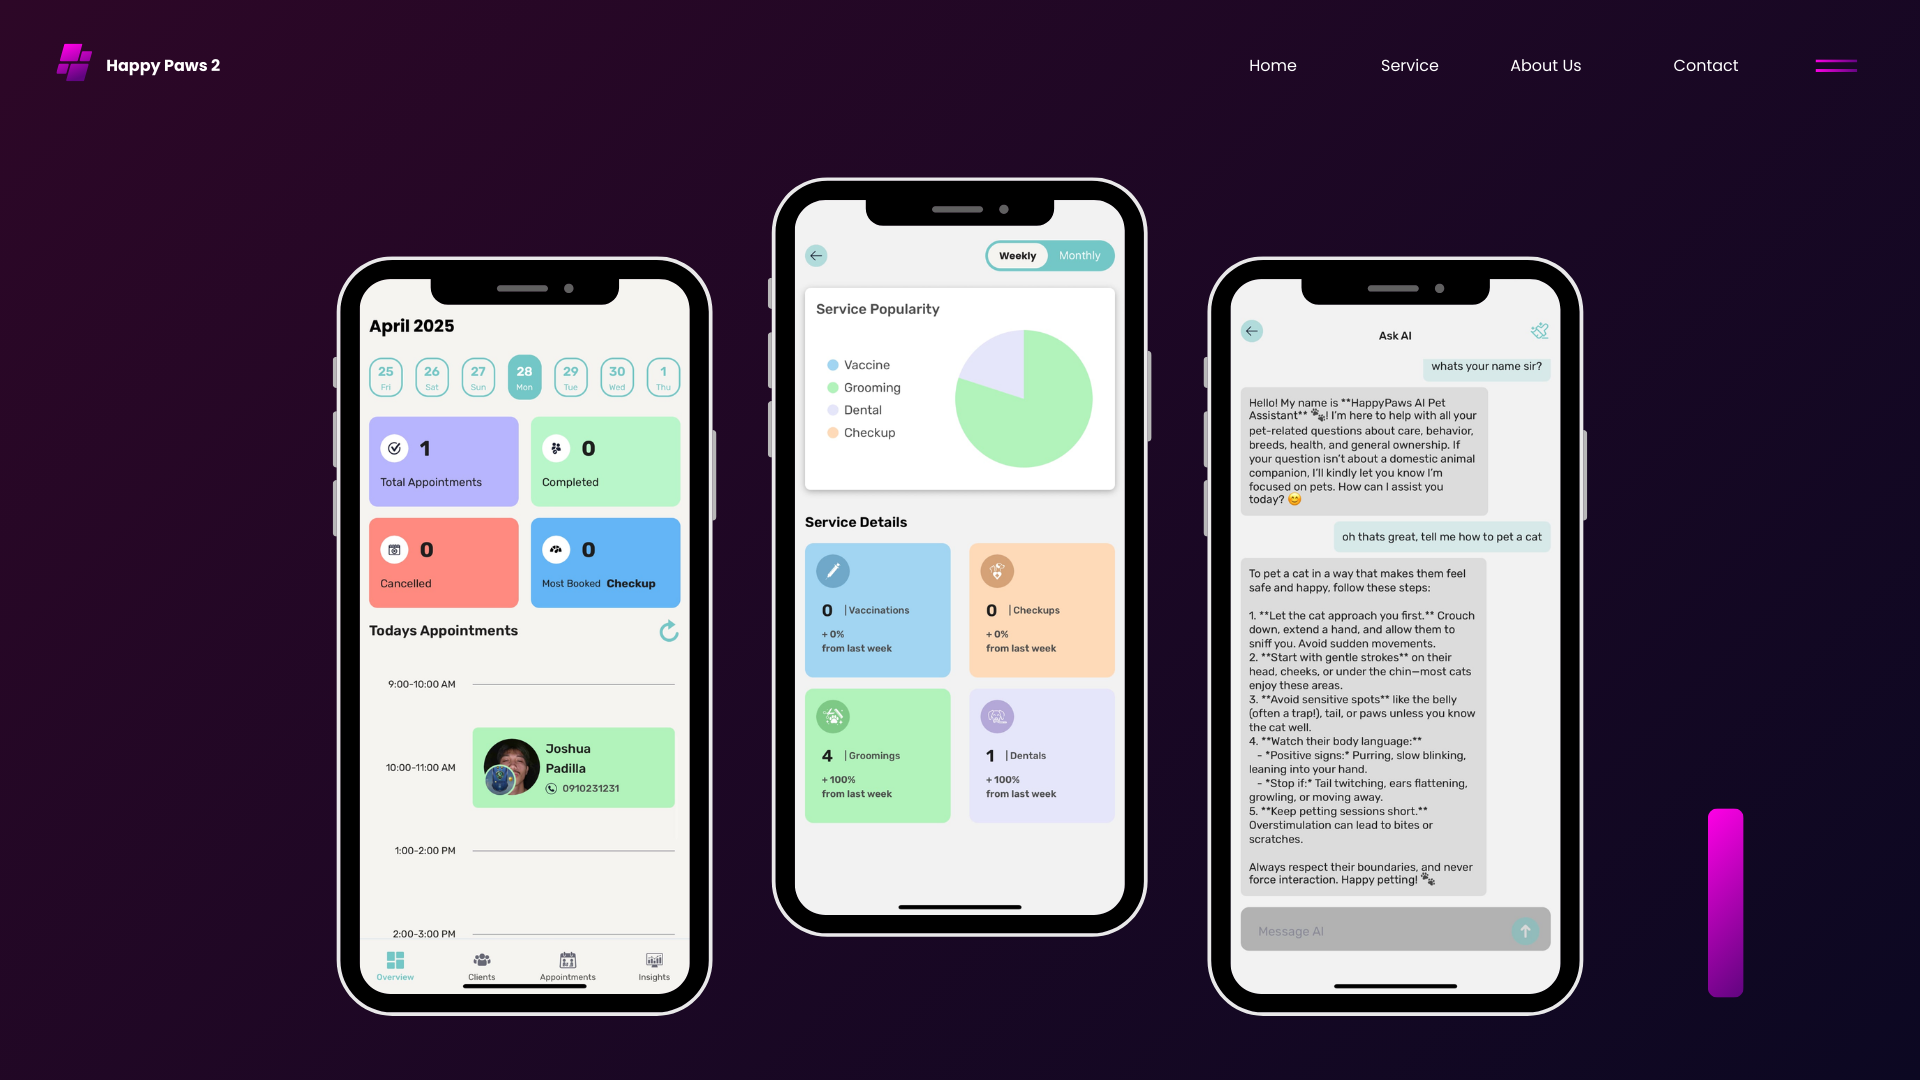 Happy Paws 2
Home
Service
About Us
Contact
April 2025
25
Fri
26
Sat
27
Sun
28
Mon
29
Tue
30
Wed
1
Thu
1
Total Appointments
0
Completed
0
Cancelled
0
Most Booked Checkup
Todays Appointments
9:00-10:00 AM
10:00-11:00 AM
Joshua
Padilla
0910231231
1:00-2:00 PM
2:00-3:00 PM
Overview
Clients
Appointments
Insights
Weekly
Monthly
Service Popularity
Vaccine
Grooming
Dental
Checkup
Service Details
0 | Vaccinations
+ 0%
from last week
0 | Checkups
+ 0%
from last week
4 | Groomings
+ 100%
from last week
1 | Dentals
+ 100%
from last week
Ask AI
whats your name sir?
Hello! My name is **HappyPaws AI Pet
Assistant** 🐾! I'm here to help with all your
pet-related questions about care, behavior,
breeds, health, and general ownership. If
your question isn't about a domestic animal
companion, I'll kindly let you know I'm
focused on pets. How can I assist you
today? 😊
oh thats great, tell me how to pet a cat
To pet a cat in a way that makes them feel
safe and happy, follow these steps:
1. **Let the cat approach you first.** Crouch
down, extend a hand, and allow them to
sniff you. Avoid sudden movements.
2. **Start with gentle strokes** on their
head, cheeks, or under the chin—most cats
enjoy these areas.
3. **Avoid sensitive spots** like the belly
(often a trap!), tail, or paws unless you know
the cat well.
4. **Watch their body language:**
- *Positive signs:* Purring, slow blinking,
leaning into your hand.
- *Stop if:* Tail twitching, ears flattening,
growling, or moving away.
5. **Keep petting sessions short.**
Overstimulation can lead to bites or
scratches.
Always respect their boundaries, and never
force interaction. Happy petting! 🐾
Message AI